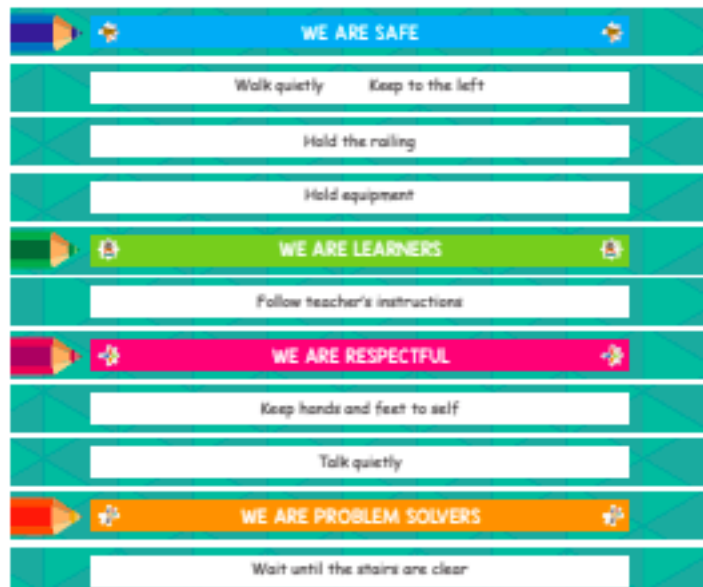 WE ARE SAFE
Walk quietly Keep to the left
Hold the railing
Hold equipment
WE ARE LEARNERS
Follow teacher's instructions
WE ARE RESPECTFUL
Keep hands and feet to self
Talk quietly
WE ARE PROBLEM SOLVERS
Wait until the stairs are clear